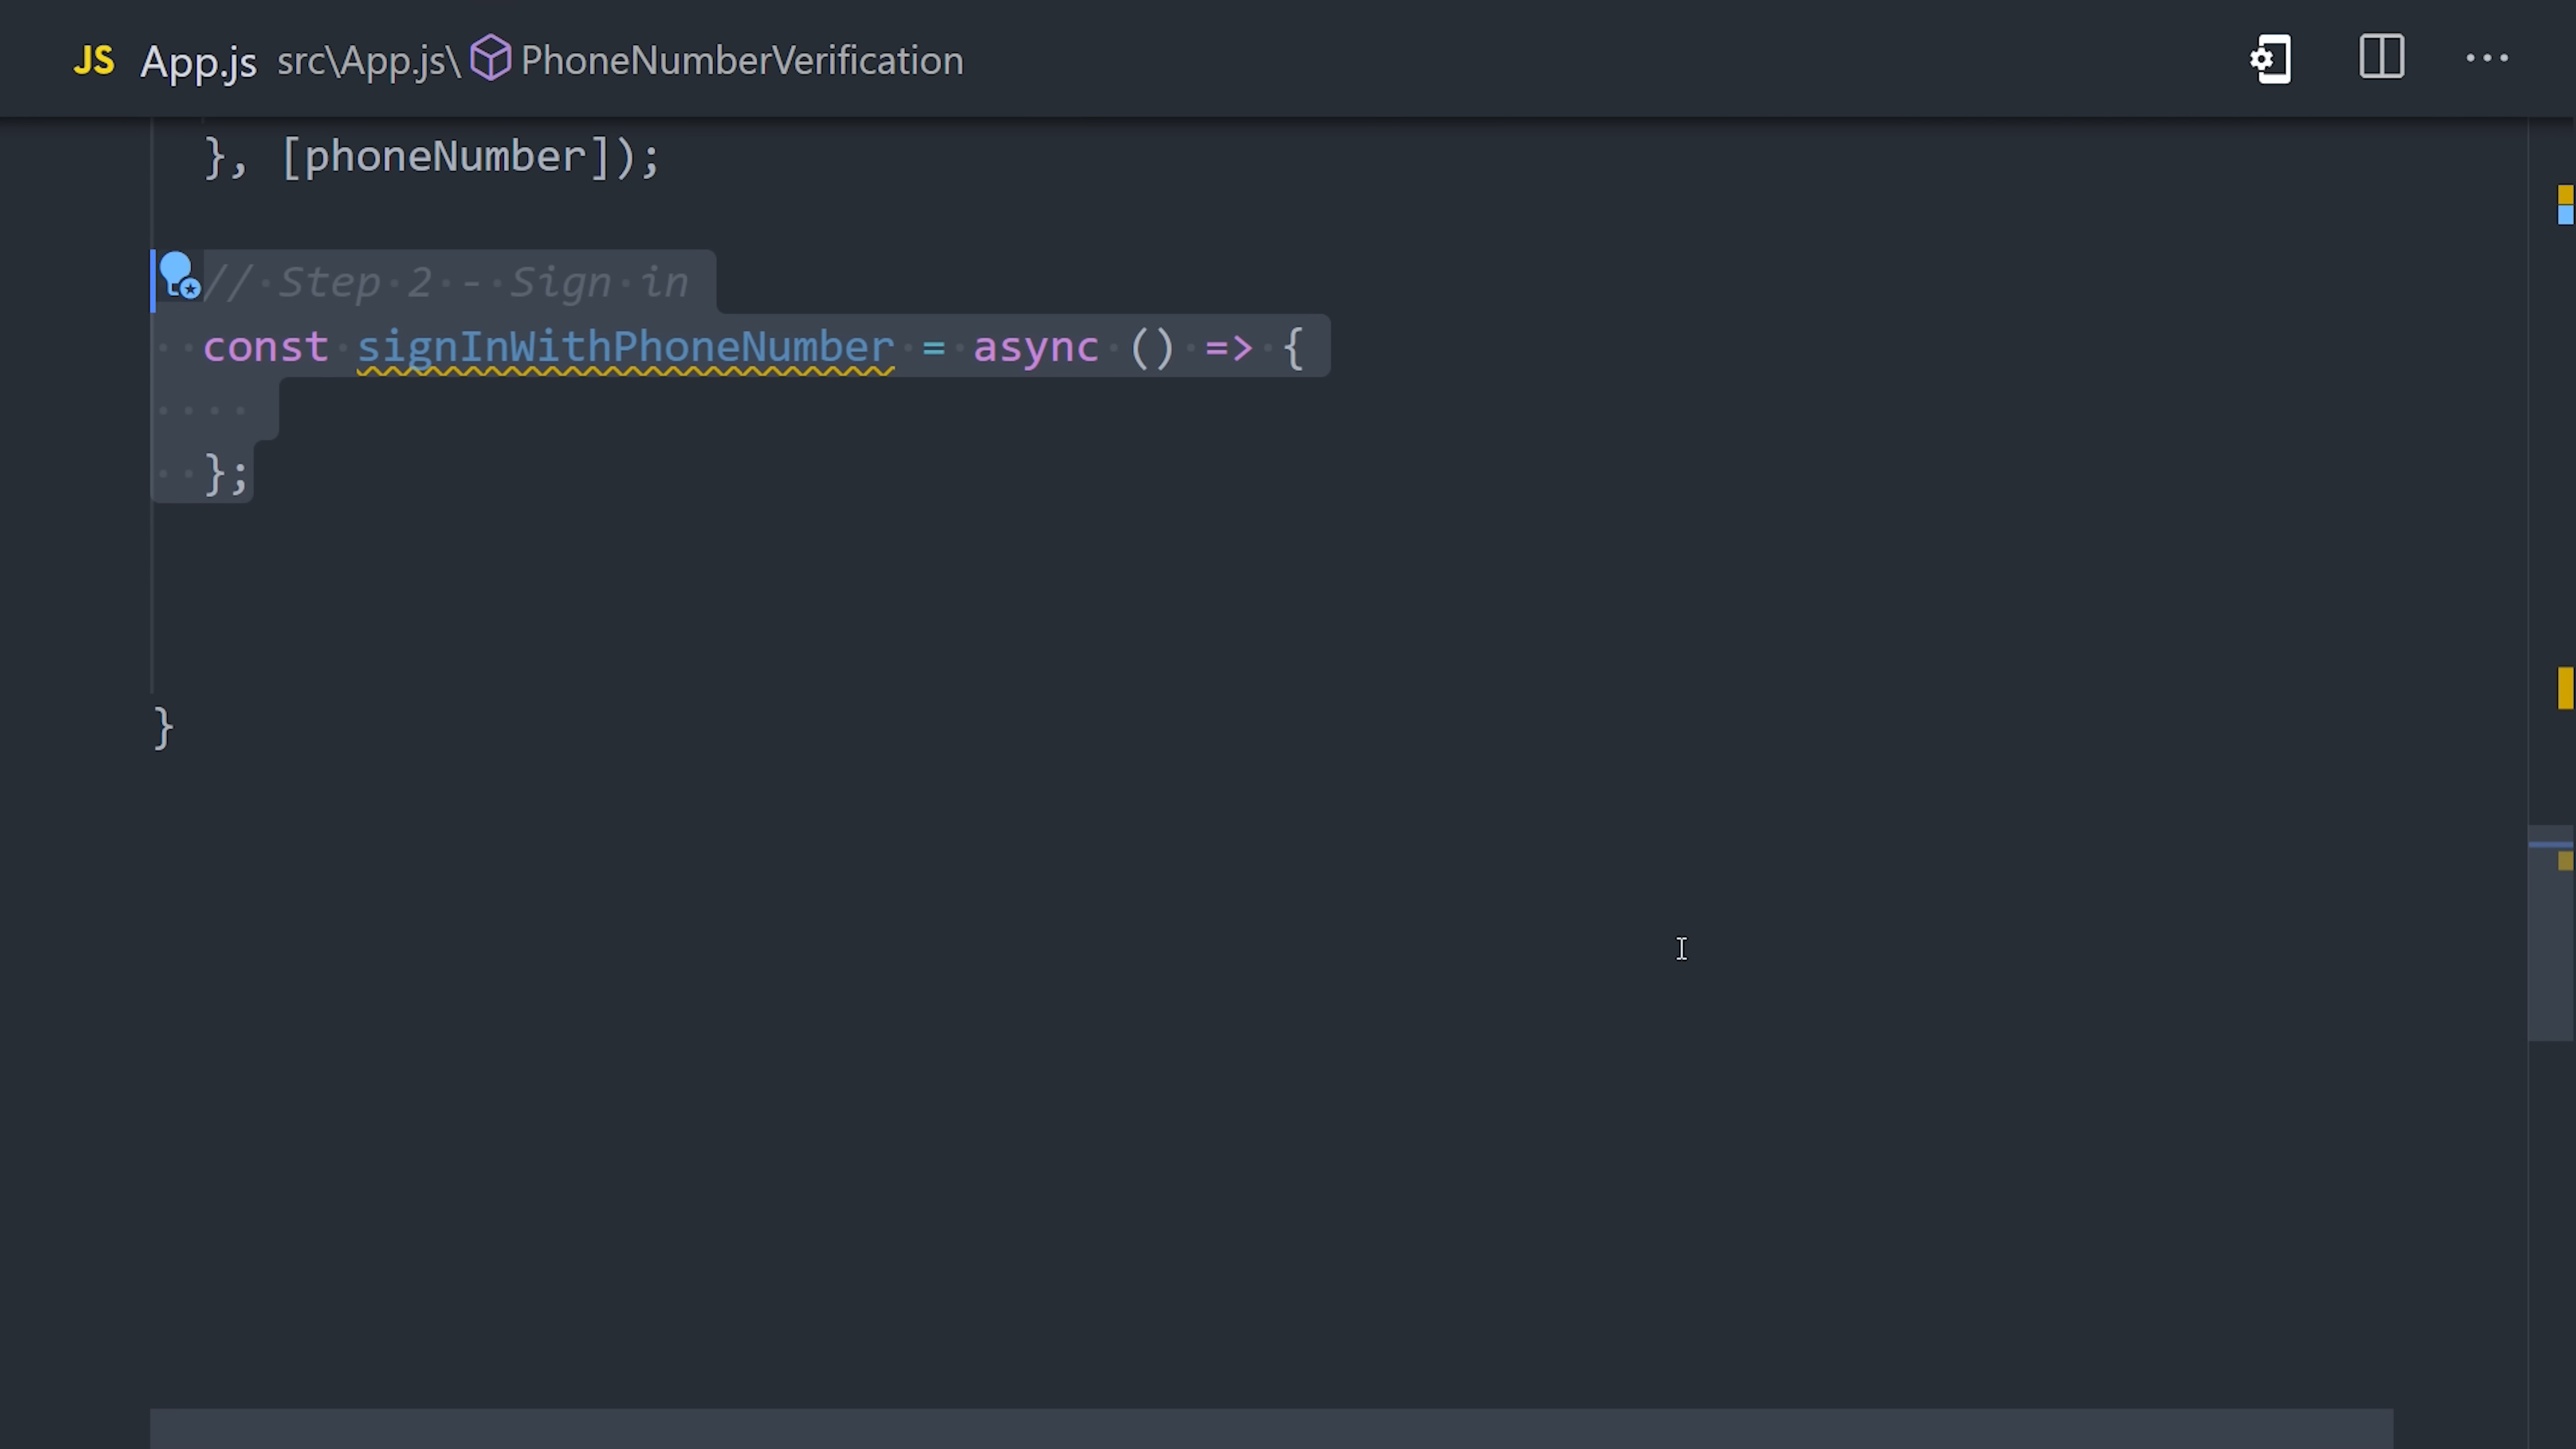 JS App.js src\App.js\ PhoneNumberVerification
}, [phoneNumber]);
// Step 2 - Sign in
const signInWithPhoneNumber = async () => {
};
}